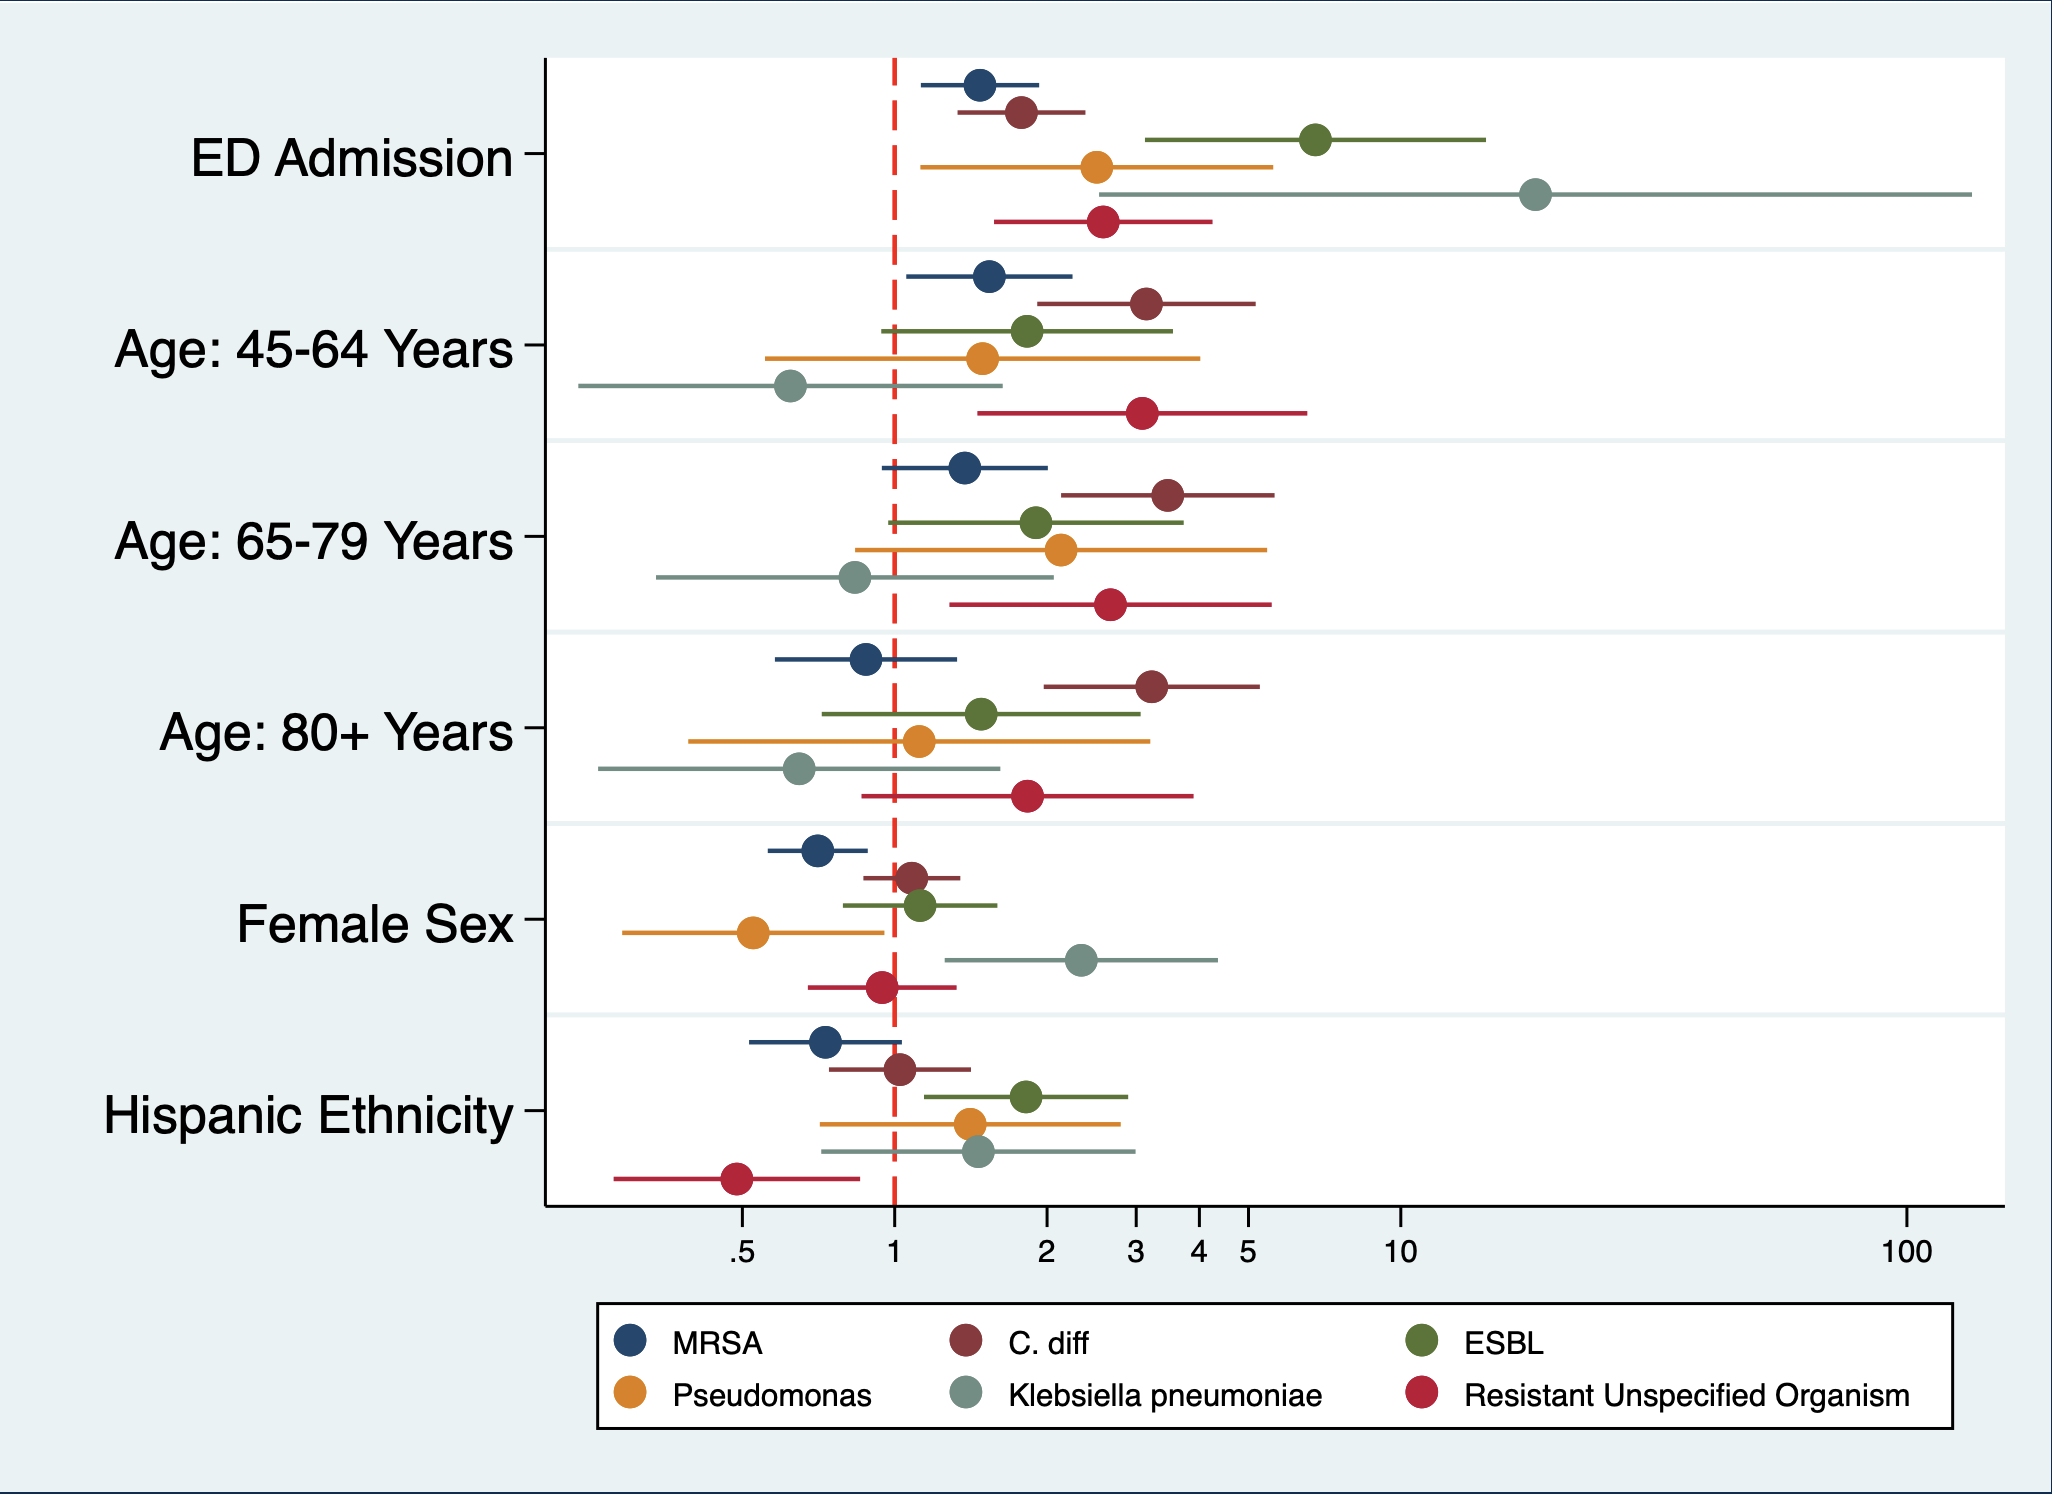 ED Admission
Age: 45-64 Years
Age: 65-79 Years
Age: 80+ Years
Female Sex
Hispanic Ethnicity
.5 1 2 3 4 5 10 100
MRSA C. diff ESBL
Pseudomonas Klebsiella pneumoniae Resistant Unspecified Organism